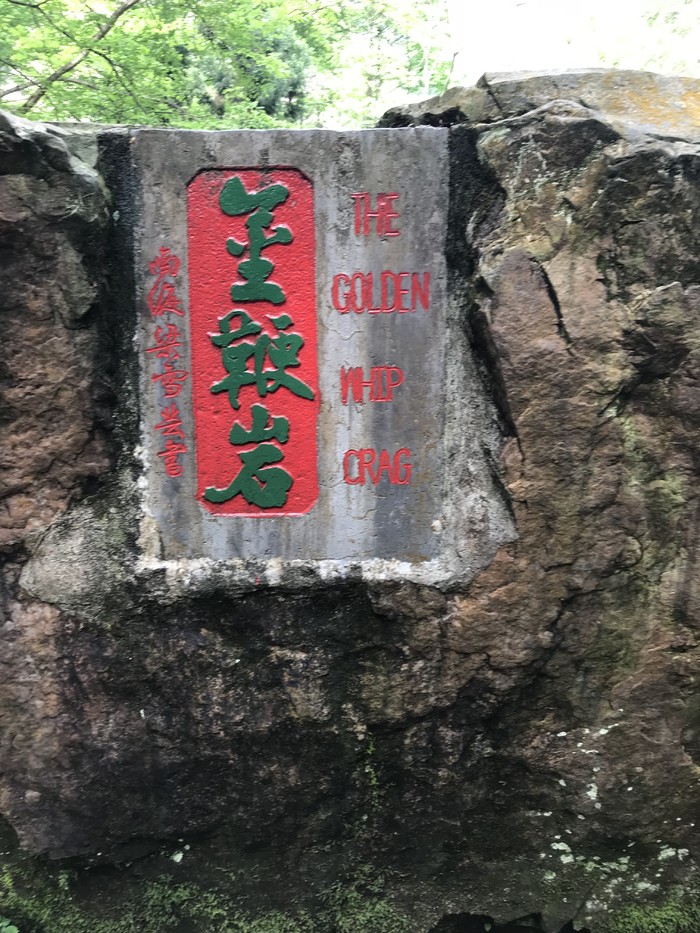 金鞭岩
THE
GOLDEN
WHIP
CRAG